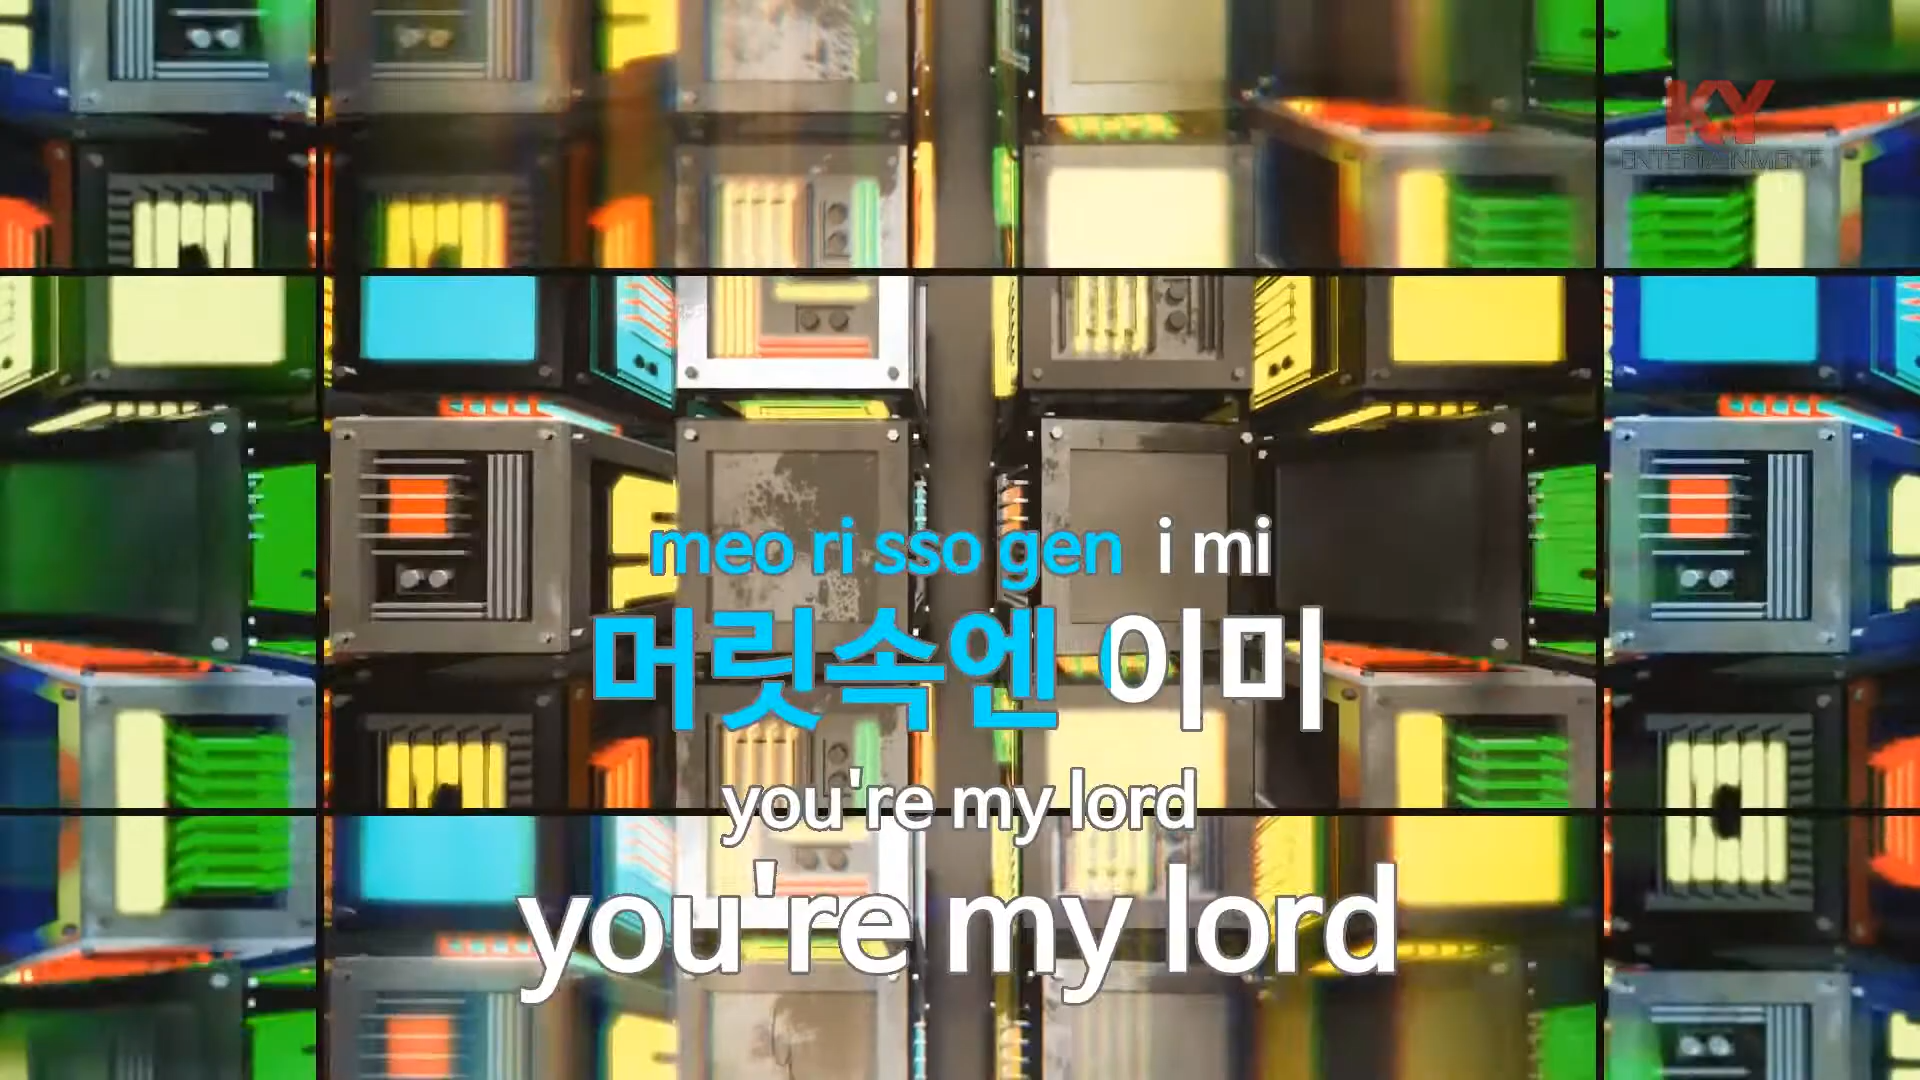 KY
ENTERTAINMENT
meo ri sso gen i mi
머릿속엔 이미
you're my lord
you're my lord